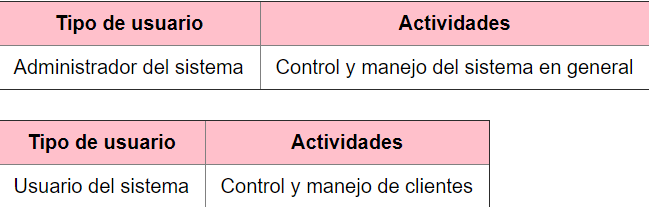 Tipo de usuario Actividades
Administrador del sistema Control y manejo del sistema en general
Tipo de usuario Actividades
Usuario del sistema Control y manejo de clientes